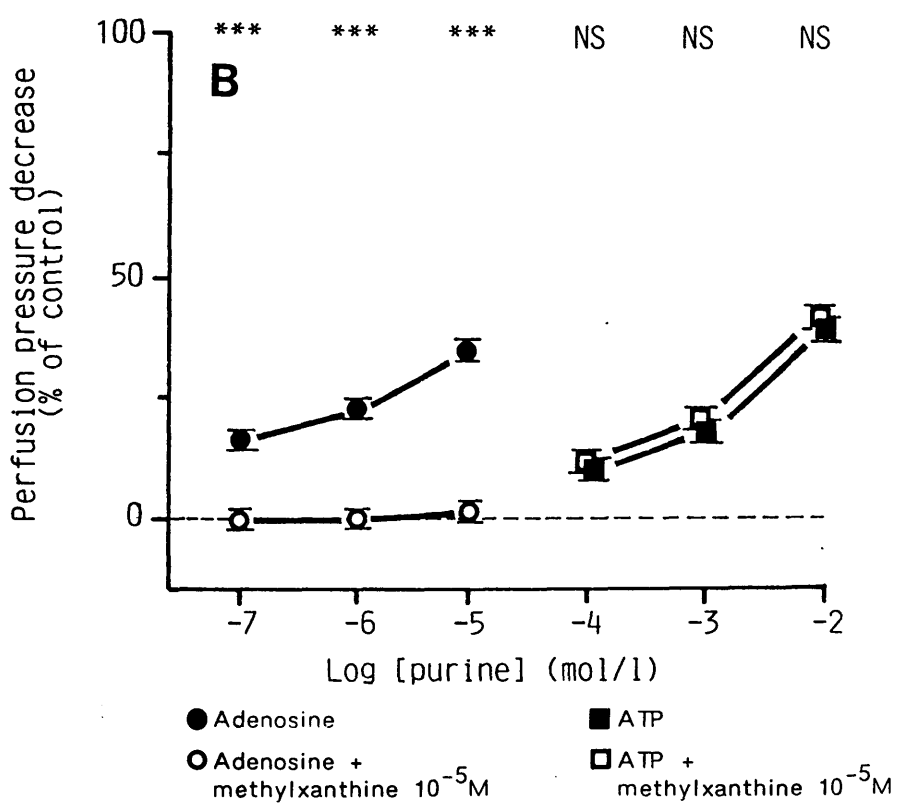 100
*** *** *** NS NS NS
B
Perfusion pressure decrease
(% of control)
50
0
-7 -6 -5 -4 -3 -2
Log [purine] (mol/l)
Adenosine
Adenosine +
methylxanthine 10⁻⁵M
ATP
ATP +
methylxanthine 10⁻⁵M